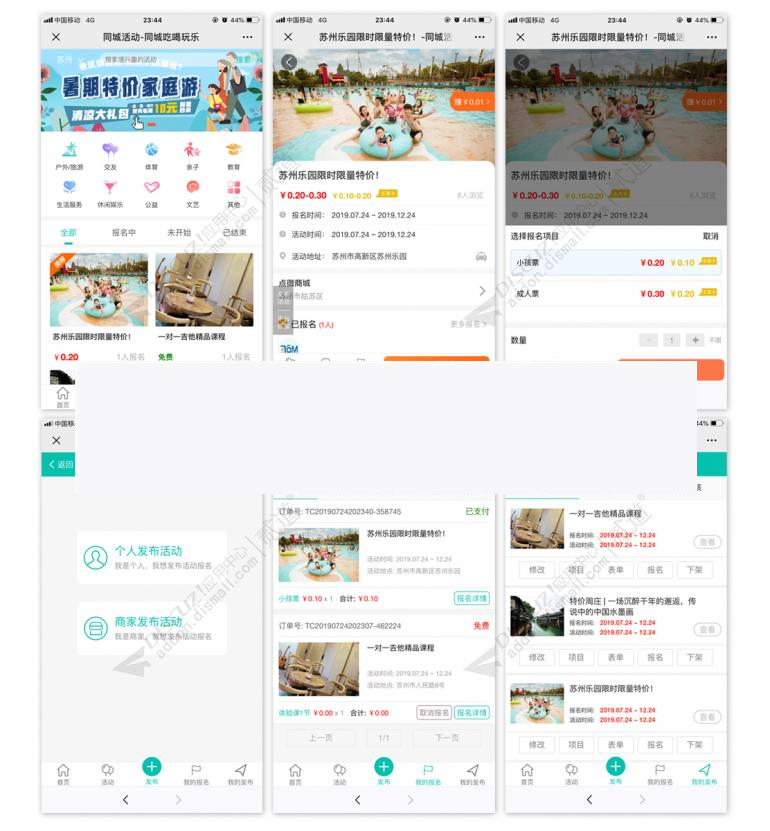 中国移动 4G 23:44 44%
同城活动-同城吃喝玩乐
苏州 搜索感兴趣的活动 搜索
暑期特价家庭游
清凉大礼包 10元
户外/旅游 交友 体育 亲子 教育
生活服务 休闲娱乐 公益 文艺 其他
全部 报名中 未开始 已结束
推荐
苏州乐园限时限量特价! 一对一吉他精品课程
¥0.20 1人报名 免费 1人报名
首页
中国移动 4G 23:44 44%
苏州乐园限时限量特价! -同城活
赚¥0.01
苏州乐园限时限量特价!
¥0.20-0.30 ¥0.10-0.20 8人浏览
报名时间: 2019.07.24 ~ 2019.12.24
活动时间: 2019.07.24 ~ 2019.12.24
活动地址: 苏州市高新区苏州乐园
点微商城
苏州市姑苏区
已报名 (1人) 更多报名
中国移动 4G 23:44 44%
苏州乐园限时限量特价! -同城活
赚¥0.01
苏州乐园限时限量特价!
¥0.20-0.30 ¥0.10-0.20 8人浏览
报名时间: 2019.07.24 ~ 2019.12.24
选择报名项目 取消
小孩票 ¥0.20 ¥0.10
成人票 ¥0.30 ¥0.20
数量 - 1 + 不限
中国移
返回
个人发布活动
我是个人,我想发布活动报名
商家发布活动
我是商家,我想发布活动报名
首页 活动 发布 我的报名 我的发布
订单号: TC20190724202340-358745 已支付
苏州乐园限时限量特价!
活动时间: 2019.07.24 ~ 12.24
活动地点: 苏州市高新区苏州乐园
小孩票 ¥0.10 x 1 合计: ¥0.10 报名详情
订单号: TC20190724202307-462224 免费
一对一吉他精品课程
活动时间: 2019.07.24 ~ 12.24
活动地点: 苏州市人民路8号
体验课1节 ¥0.00 x 1 合计: ¥0.00 取消报名 报名详情
上一页 1/1 下一页
首页 活动 发布 我的报名 我的发布
44%
一对一吉他精品课程
报名时间: 2019.07.24 ~ 12.24
活动时间: 2019.07.24 ~ 12.24
查看
修改 项目 表单 报名 下架
特价周庄 | 一场沉醉千年的邂逅,传
说中的中国水墨画
报名时间: 2019.07.24 ~ 12.24
活动时间: 2019.07.24 ~ 12.24
查看
修改 项目 表单 报名 下架
苏州乐园限时限量特价!
报名时间: 2019.07.24 ~ 12.24
活动时间: 2019.07.24 ~ 12.24
查看
修改 项目 表单 报名 下架
首页 活动 发布 我的报名 我的发布
DISCUZ!应用中心
addon.dismall.com